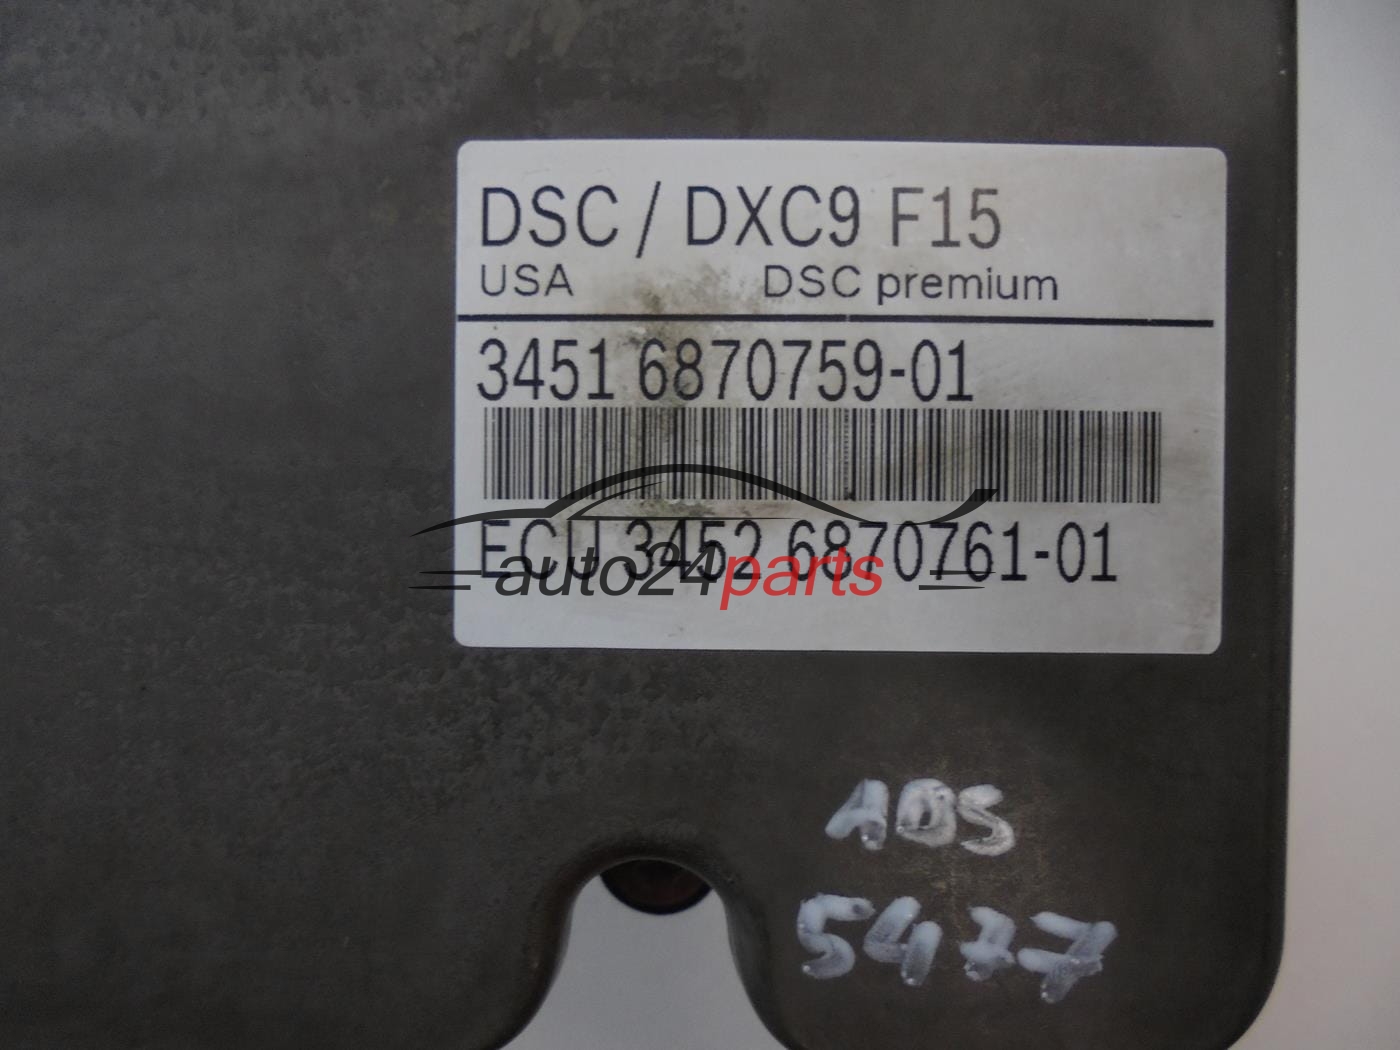 DSC / DXC9 F15
USA DSC premium
3451 6870759-01
ECU 3452 6870761-01
auto24parts
ABS
5477